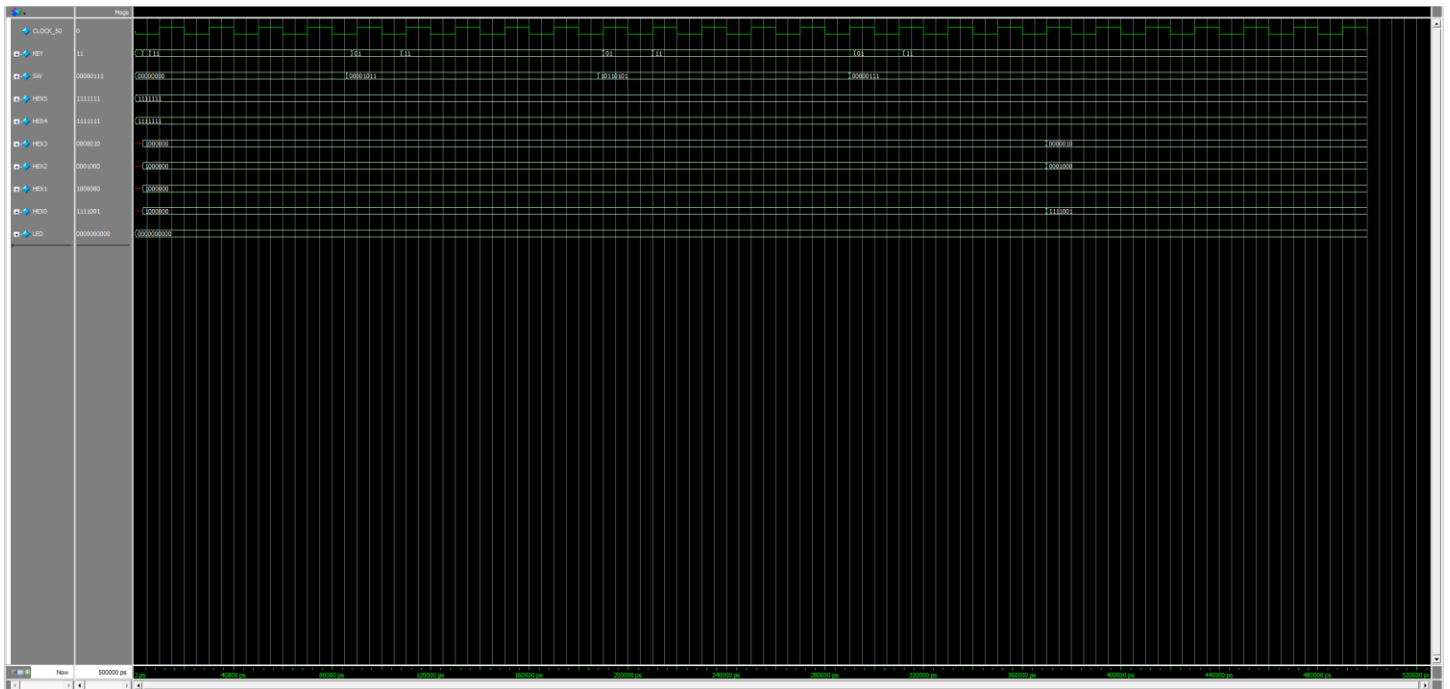 Msgs
CLOCK_50 0
KEY 11 11 01 11 01 11 01 11
SW 00000111 00000000 00001011 10110101 00000111
HEX5 1111111 1111111
HEX4 1111111 1111111
HEX3 0000010 1000000 0000010
HEX2 0001000 1000000 0001000
HEX1 1000000 1000000
HEX0 1111001 1000000 1111001
LED 0000000000 0000000000
Now 500000 ps 0 ps 40000 ps 80000 ps 120000 ps 160000 ps 200000 ps 240000 ps 280000 ps 320000 ps 360000 ps 400000 ps 440000 ps 480000 ps 520000 ps